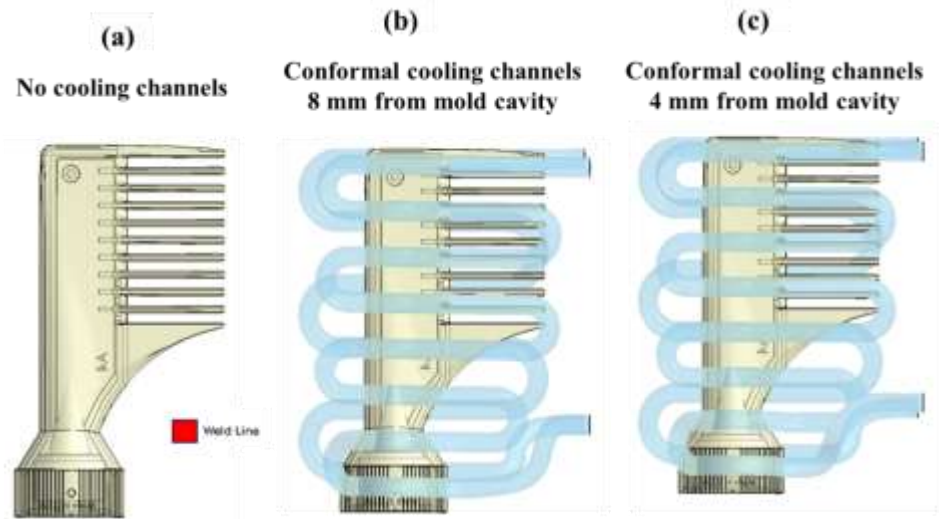 (a)
No cooling channels
(b)
Conformal cooling channels
8 mm from mold cavity
(c)
Conformal cooling channels
4 mm from mold cavity
Weld Line